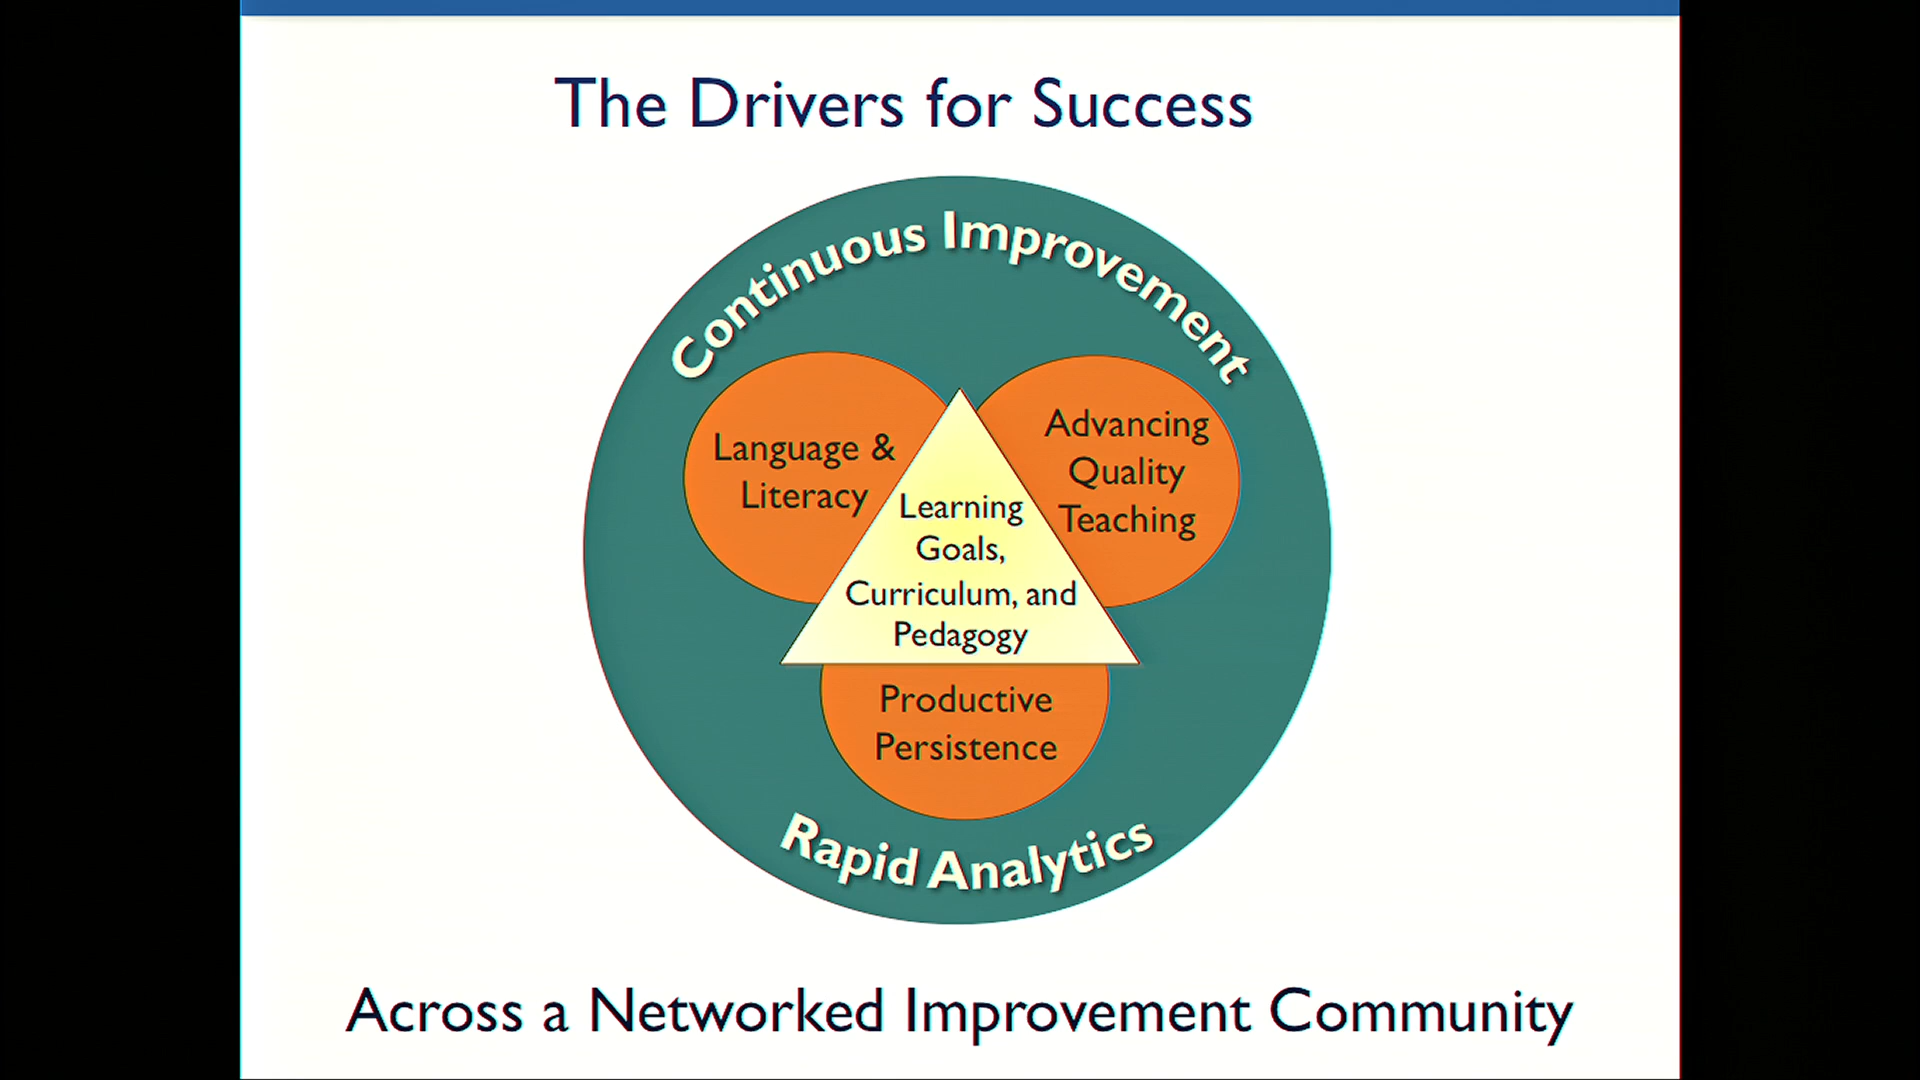 The Drivers for Success
Continuous Improvement
Language &
Literacy
Advancing
Quality
Teaching
Learning
Goals,
Curriculum, and
Pedagogy
Productive
Persistence
Rapid Analytics
Across a Networked Improvement Community